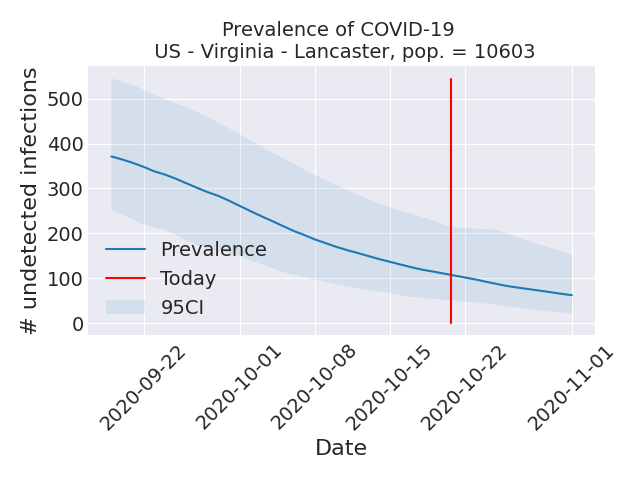 Prevalence of COVID-19
US - Virginia - Lancaster, pop. = 10603
# undetected infections
500
400
300
200
100
0
Prevalence
Today
95CI
2020-09-22
2020-10-01
2020-10-08
2020-10-15
2020-10-22
2020-11-01
Date